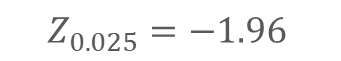 Z₀.₀₂₅ = −1.96